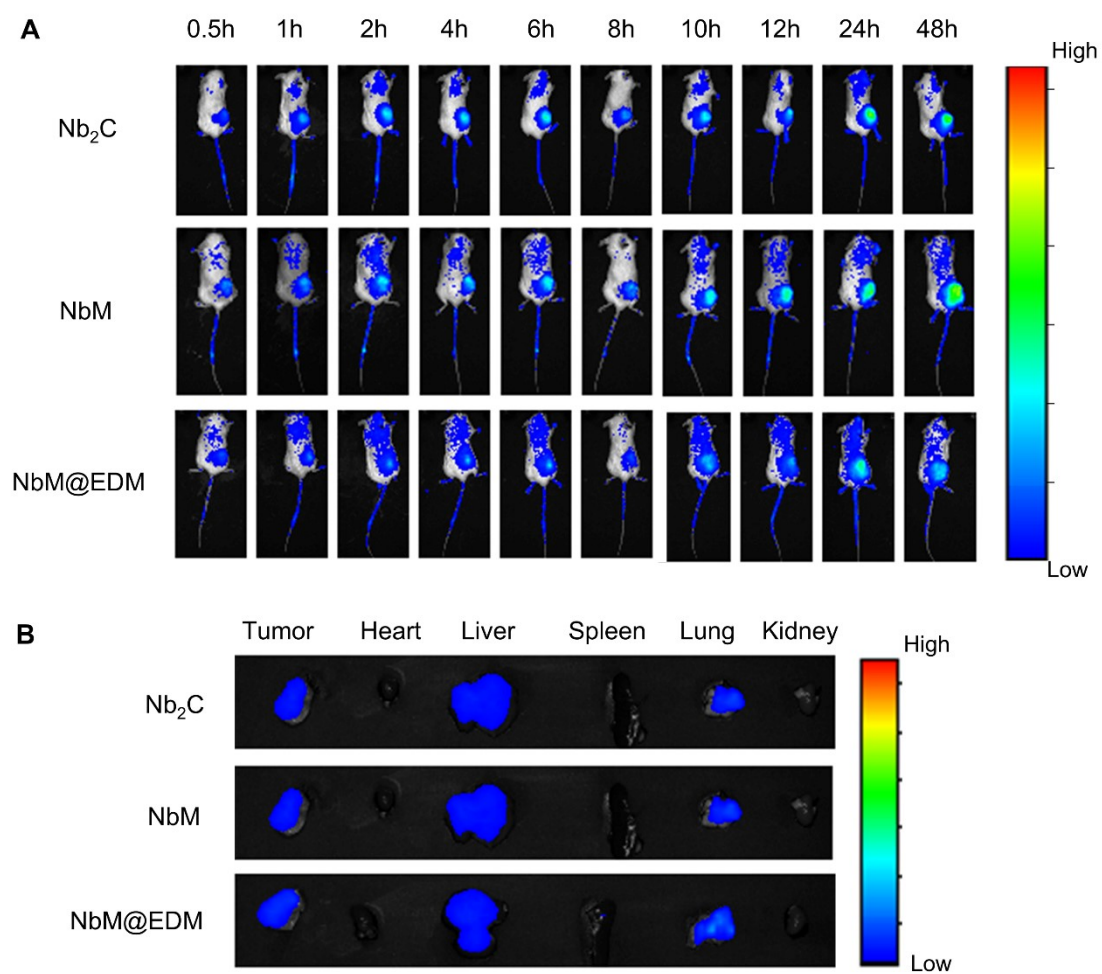 A
0.5h 1h 2h 4h 6h 8h 10h 12h 24h 48h
High
Nb₂C
NbM
NbM@EDM
Low
B
Tumor Heart Liver Spleen Lung Kidney
High
Nb₂C
NbM
NbM@EDM
Low